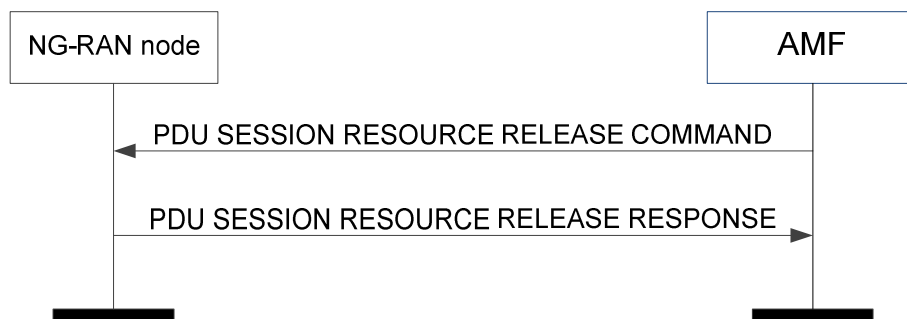 NG-RAN node
AMF
PDU SESSION RESOURCE RELEASE COMMAND
PDU SESSION RESOURCE RELEASE RESPONSE